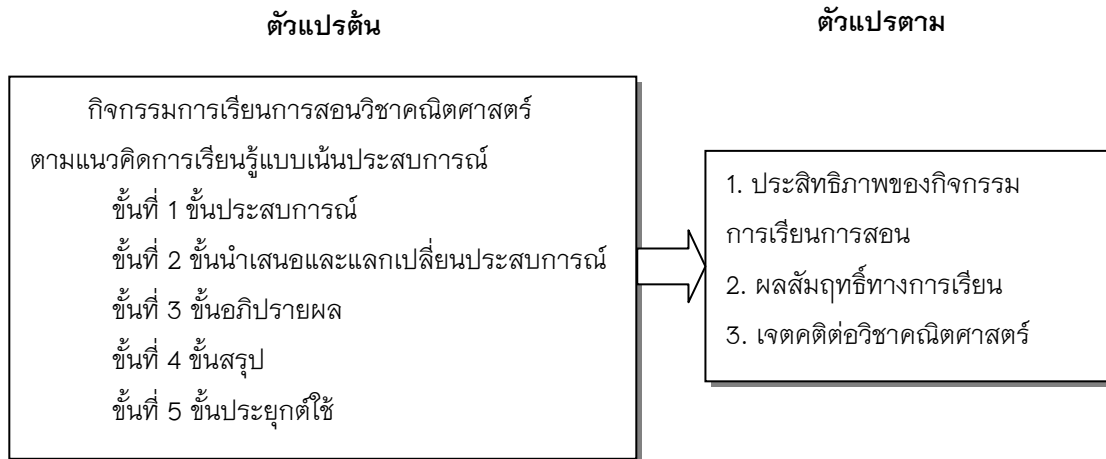 ตัวแปรต้น
ตัวแปรตาม
กิจกรรมการเรียนการสอนวิชาคณิตศาสตร์
ตามแนวคิดการเรียนรู้แบบเน้นประสบการณ์
ขั้นที่ 1 ขั้นประสบการณ์
ขั้นที่ 2 ขั้นนำเสนอและแลกเปลี่ยนประสบการณ์
ขั้นที่ 3 ขั้นอภิปรายผล
ขั้นที่ 4 ขั้นสรุป
ขั้นที่ 5 ขั้นประยุกต์ใช้
1. ประสิทธิภาพของกิจกรรม
การเรียนการสอน
2. ผลสัมฤทธิ์ทางการเรียน
3. เจตคติต่อวิชาคณิตศาสตร์